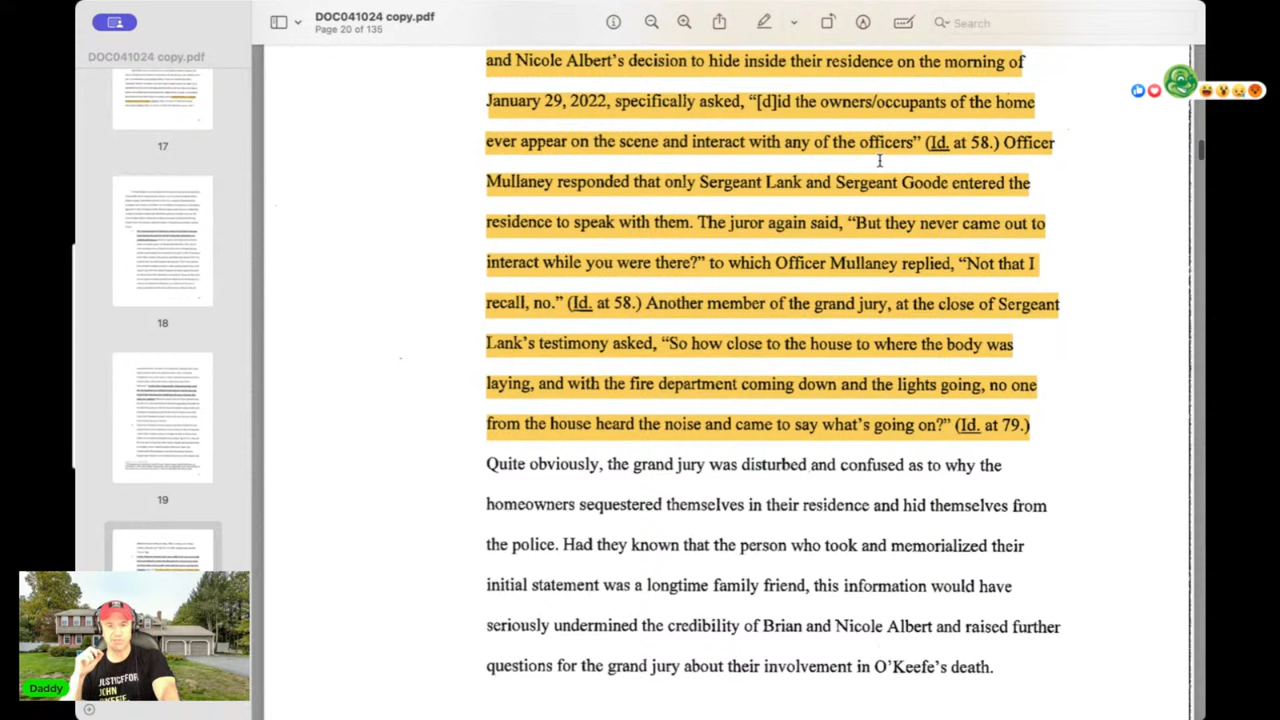 DOC041024 copy.pdf
Page 20 of 135
Search
DOC041024 copy.pdf
17
18
19
and Nicole Albert's decision to hide inside their residence on the morning of
January 29, 2022, specifically asked, "[d]id the owners/occupants of the home
ever appear on the scene and interact with any of the officers" (Id. at 58.) Officer
Mullaney responded that only Sergeant Lank and Sergeant Goode entered the
residence to speak with them. The juror again said, "But they never came out to
interact while you were there?" to which Officer Mullaney replied, "Not that I
recall, no." (Id. at 58.) Another member of the grand jury, at the close of Sergeant
Lank's testimony asked, "So how close to the house to where the body was
laying, and with the fire department coming down and the lights going, no one
from the house heard the noise and came to say what's going on?" (Id. at 79.)
Quite obviously, the grand jury was disturbed and confused as to why the
homeowners sequestered themselves in their residence and hid themselves from
the police. Had they known that the person who took and memorialized their
initial statement was a longtime family friend, this information would have
seriously undermined the credibility of Brian and Nicole Albert and raised further
questions for the grand jury about their involvement in O'Keefe's death.
JOHN
Daddy